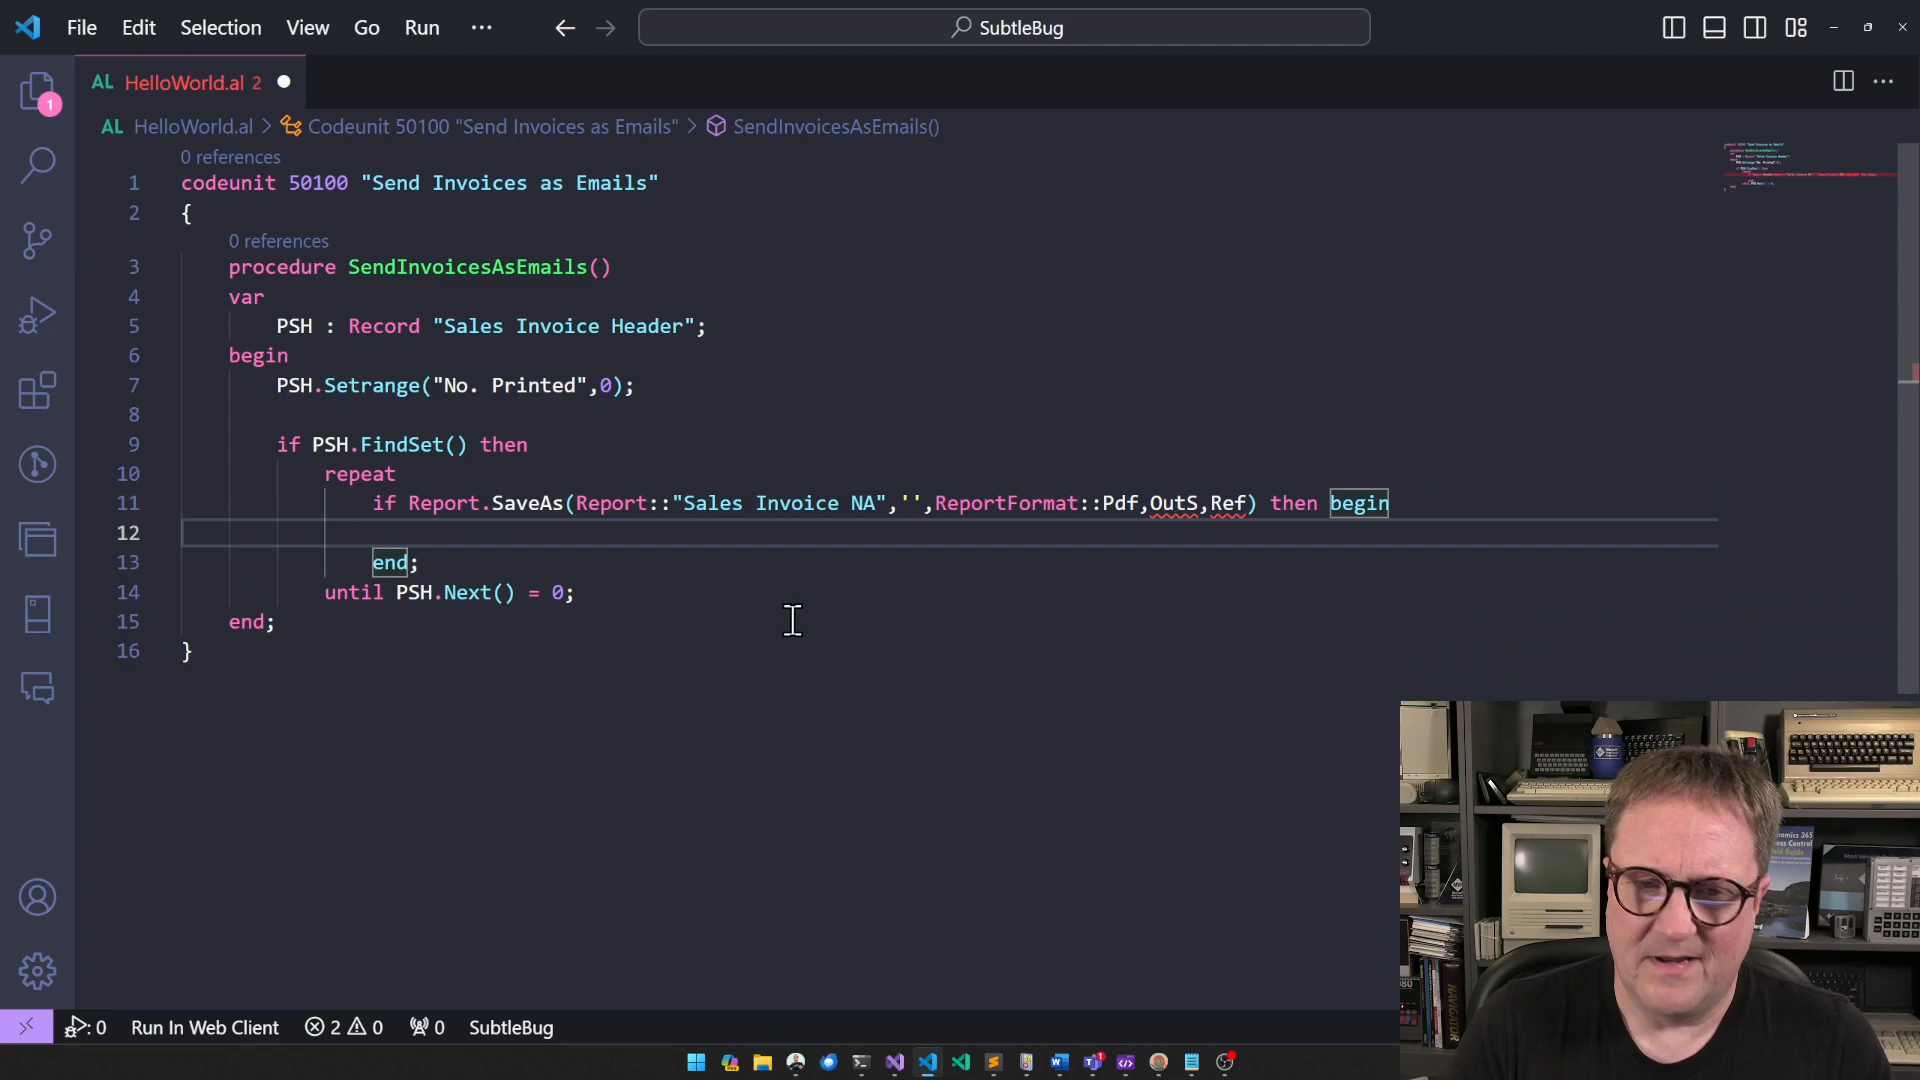 File Edit Selection View Go Run ··· SubtleBug
AL HelloWorld.al 2
AL HelloWorld.al > Codeunit 50100 "Send Invoices as Emails" > SendInvoicesAsEmails()
0 references
1 codeunit 50100 "Send Invoices as Emails"
2 {
0 references
3 procedure SendInvoicesAsEmails()
4 var
5 PSH : Record "Sales Invoice Header";
6 begin
7 PSH.Setrange("No. Printed",0);
8
9 if PSH.FindSet() then
10 repeat
11 if Report.SaveAs(Report::"Sales Invoice NA",'',ReportFormat::Pdf,OutS,Ref) then begin
12
13 end;
14 until PSH.Next() = 0;
15 end;
16 }
1
: 0 Run In Web Client 2 0 0 SubtleBug